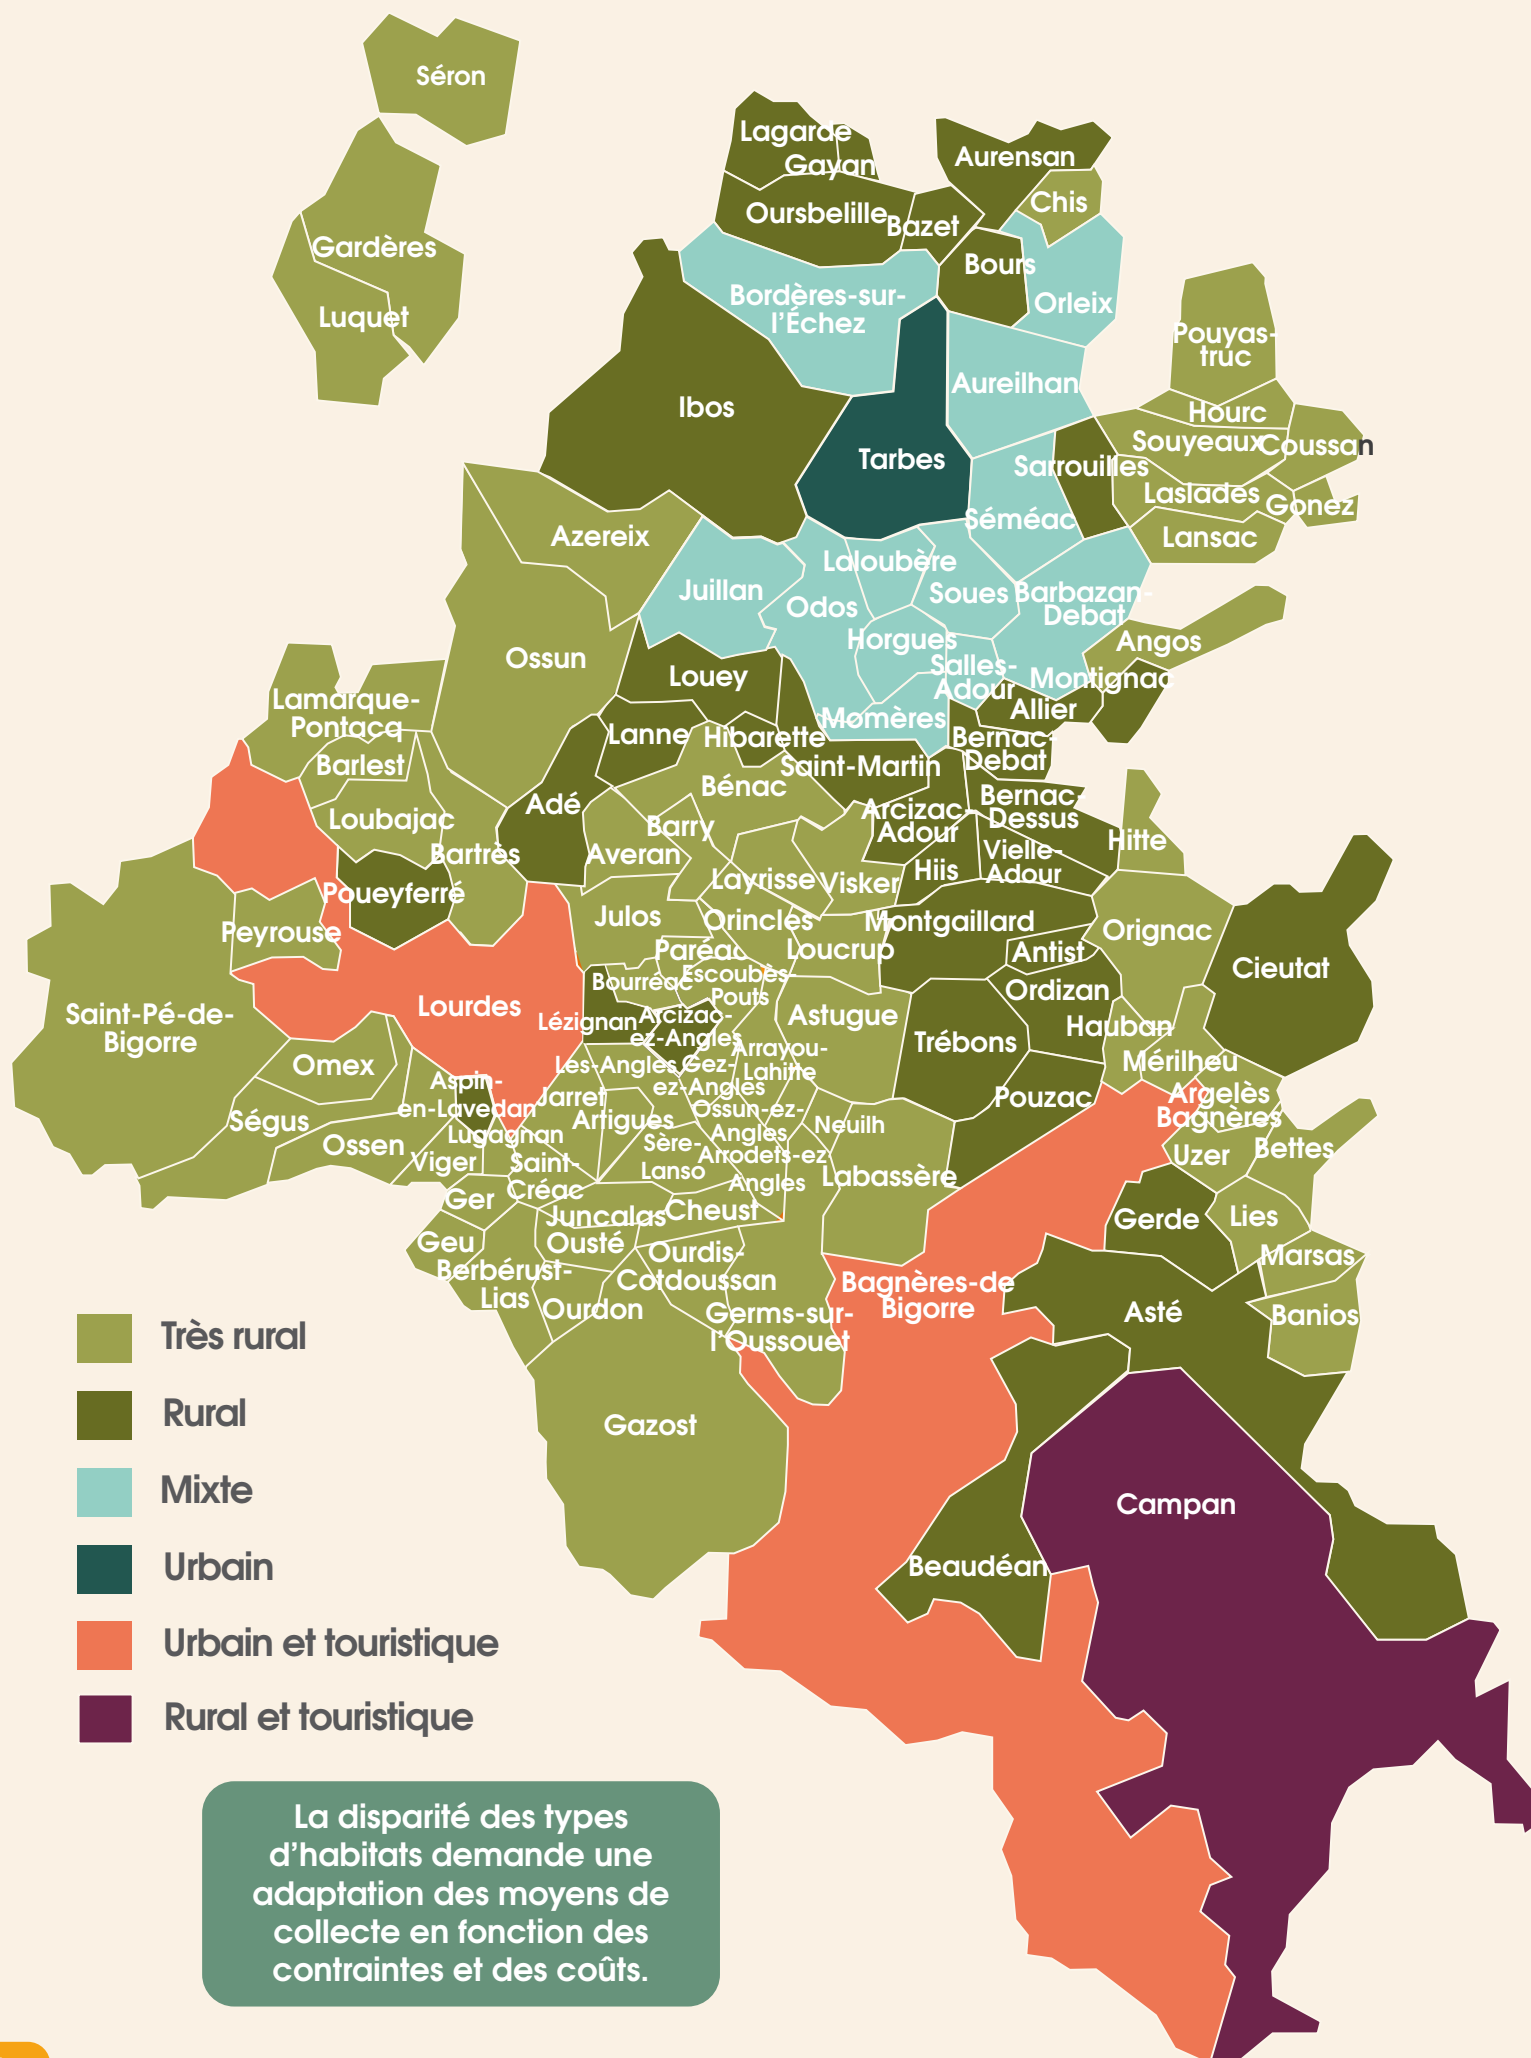 Séron
Lagarde
Gayan
Aurensan
Chis
Oursbelille
Bazet
Gardères
Bours
Bordères-sur-
l'Échez
Orleix
Luquet
Pouyas-
truc
Aureilhan
Ibos
Hourc
Souyeaux
Coussan
Tarbes
Sarrouilles
Laslades
Gonez
Séméac
Azereix
Lansac
Laloubère
Juillan
Soues
Barbazan-
Debat
Odos
Horgues
Angos
Ossun
Salles-
Adour
Louey
Montignac
Lamarque-
Pontacq
Allier
Momères
Lanne
Hibarette
Bernac-
Debat
Barlest
Saint-Martin
Bénac
Bernac-
Dessus
Adé
Arcizac-
Adour
Loubajac
Barry
Hitte
Bartrès
Averan
Vielle-
Adour
Hiis
Layrisse
Visker
Poueyferré
Julos
Orincles
Montgaillard
Orignac
Peyrouse
Paréac
Loucrup
Antist
Cieutat
Bourréac
Escoubès-
Pouts
Ordizan
Lourdes
Saint-Pé-de-
Bigorre
Lézignan
Arcizac-
ez-Angles
Astugue
Hauban
Trébons
Arrayou-
Lahitte
Omex
Les-Angles
Gez-
ez-Angles
Mérilheu
Aspin-
en-Lavedan
Jarret
Pouzac
Argelès
Bagnères
Ségus
Artigues
Ossun-ez-
Angles
Neuilh
Lugagnan
Ossen
Sère-
Lanso
Arrodets-ez-
Angles
Uzer
Bettes
Viger
Saint-
Créac
Labassère
Ger
Juncalas
Cheust
Gerde
Lies
Geu
Ousté
Ourdis-
Cotdoussan
Marsas
Berbérust-
Lias
Bagnères-de
Bigorre
Ourdon
Germs-sur-
l'Oussouet
Asté
Banios
Gazost
Campan
Beaudéan
Très rural
Rural
Mixte
Urbain
Urbain et touristique
Rural et touristique
La disparité des types
d'habitats demande une
adaptation des moyens de
collecte en fonction des
contraintes et des coûts.